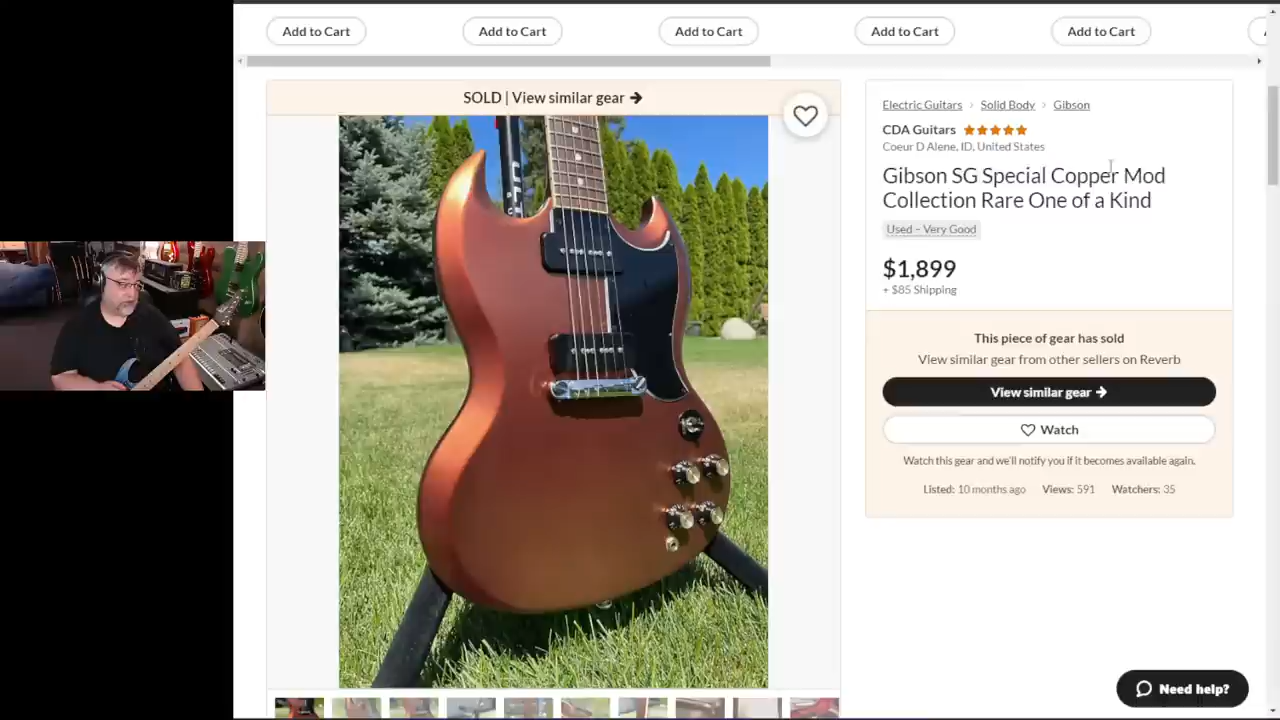 Add to Cart
Add to Cart
Add to Cart
Add to Cart
Add to Cart
SOLD | View similar gear →
Electric Guitars › Solid Body › Gibson
CDA Guitars
Coeur D Alene, ID, United States
Gibson SG Special Copper Mod
Collection Rare One of a Kind
Used – Very Good
$1,899
+ $85 Shipping
This piece of gear has sold
View similar gear from other sellers on Reverb
View similar gear →
Watch
Watch this gear and we'll notify you if it becomes available again.
Listed: 10 months ago Views: 591 Watchers: 35
Need help?